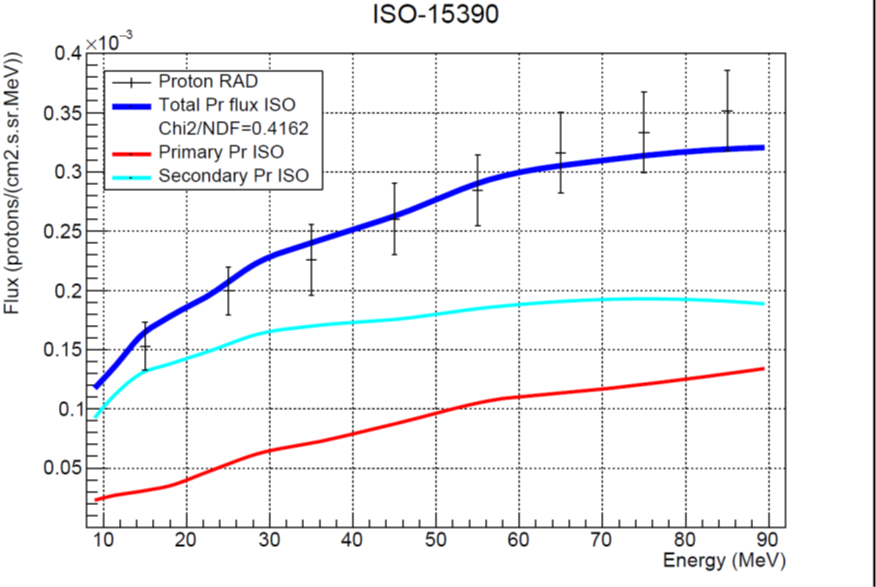 ISO-15390
×10⁻³
Flux (protons/(cm2.s.sr.MeV))
0.4
0.35
0.3
0.25
0.2
0.15
0.1
0.05
Proton RAD
Total Pr flux ISO
Chi2/NDF=0.4162
Primary Pr ISO
Secondary Pr ISO
10 20 30 40 50 60 70 80 90
Energy (MeV)